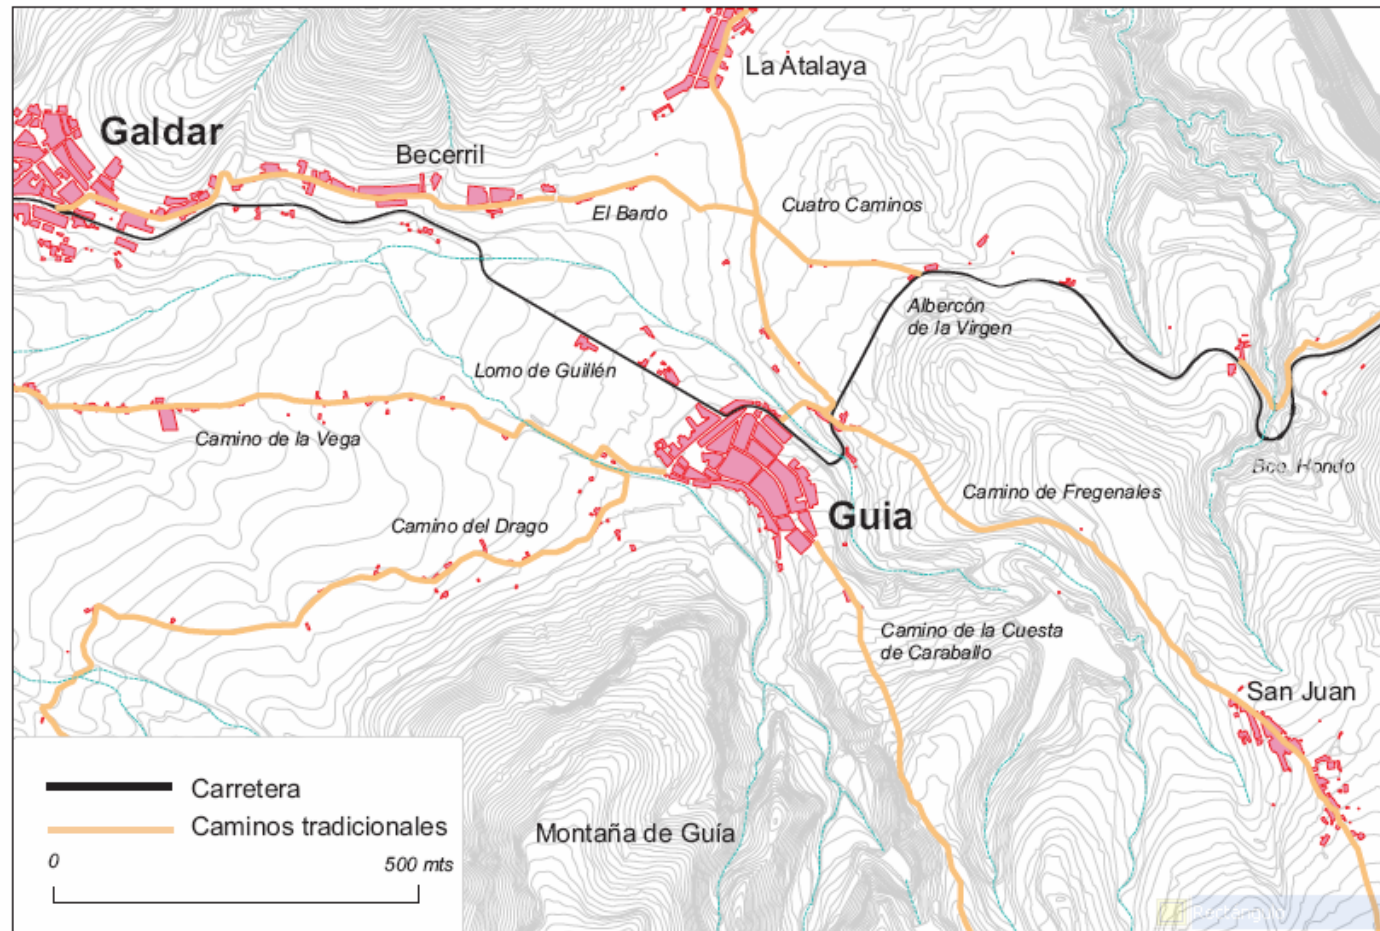 La Atalaya
Galdar
Becerril
El Bardo
Cuatro Caminos
Albercón
de la Virgen
Lomo de Guillén
Camino de la Vega
Bco. Hondo
Camino de Fregenales
Guia
Camino del Drago
Camino de la Cuesta
de Caraballo
San Juan
Carretera
Caminos tradicionales
Montaña de Guía
0
500 mts